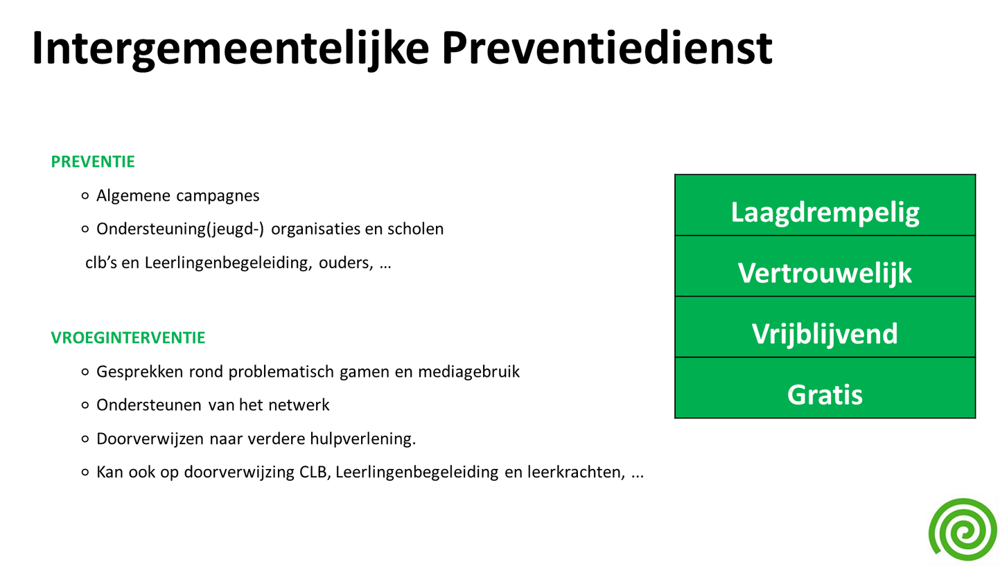 Intergemeentelijke Preventiedienst
PREVENTIE
Algemene campagnes
Ondersteuning(jeugd-) organisaties en scholen
clb’s en Leerlingenbegeleiding, ouders, …
VROEGINTERVENTIE
Gesprekken rond problematisch gamen en mediagebruik
Ondersteunen van het netwerk
Doorverwijzen naar verdere hulpverlening.
Kan ook op doorverwijzing CLB, Leerlingenbegeleiding en leerkrachten, ...
Laagdrempelig
Vertrouwelijk
Vrijblijvend
Gratis